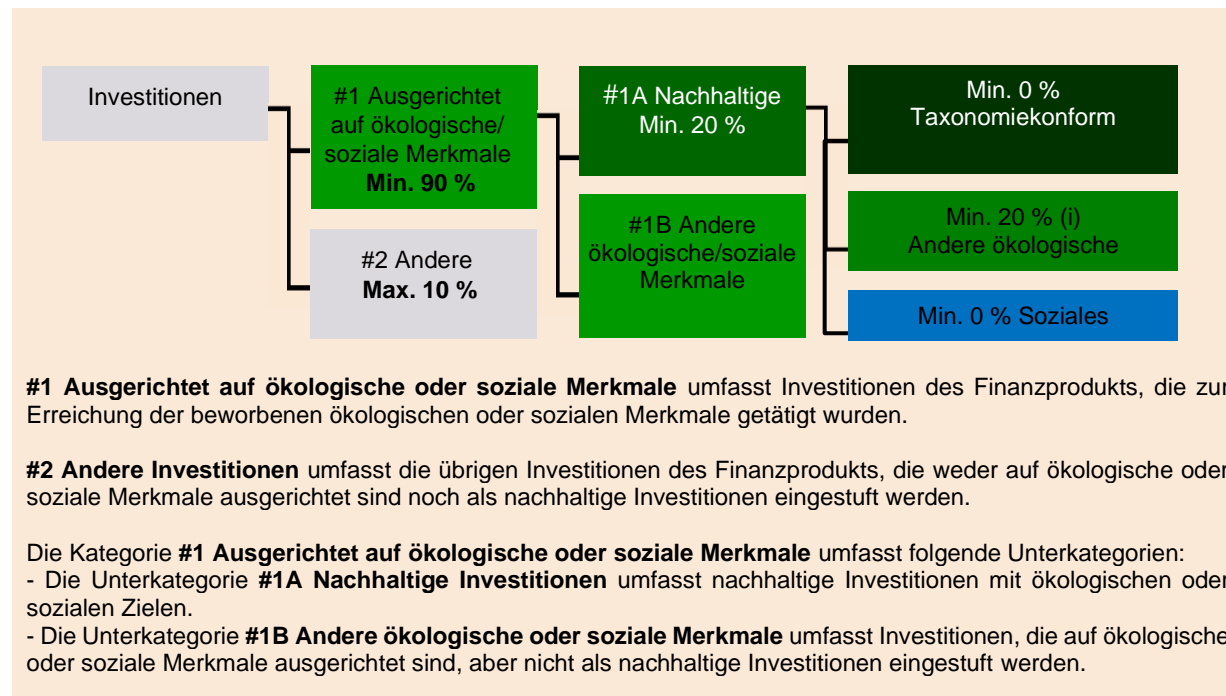 Investitionen
#1 Ausgerichtet
auf ökologische/
soziale Merkmale
Min. 90 %
#2 Andere
Max. 10 %
#1A Nachhaltige
Min. 20 %
#1B Andere
ökologische/soziale
Merkmale
Min. 0 %
Taxonomiekonform
Min. 20 % (i)
Andere ökologische
Min. 0 % Soziales
#1 Ausgerichtet auf ökologische oder soziale Merkmale umfasst Investitionen des Finanzprodukts, die zur
Erreichung der beworbenen ökologischen oder sozialen Merkmale getätigt wurden.
#2 Andere Investitionen umfasst die übrigen Investitionen des Finanzprodukts, die weder auf ökologische oder
soziale Merkmale ausgerichtet sind noch als nachhaltige Investitionen eingestuft werden.
Die Kategorie #1 Ausgerichtet auf ökologische oder soziale Merkmale umfasst folgende Unterkategorien:
- Die Unterkategorie #1A Nachhaltige Investitionen umfasst nachhaltige Investitionen mit ökologischen oder
sozialen Zielen.
- Die Unterkategorie #1B Andere ökologische oder soziale Merkmale umfasst Investitionen, die auf ökologische
oder soziale Merkmale ausgerichtet sind, aber nicht als nachhaltige Investitionen eingestuft werden.